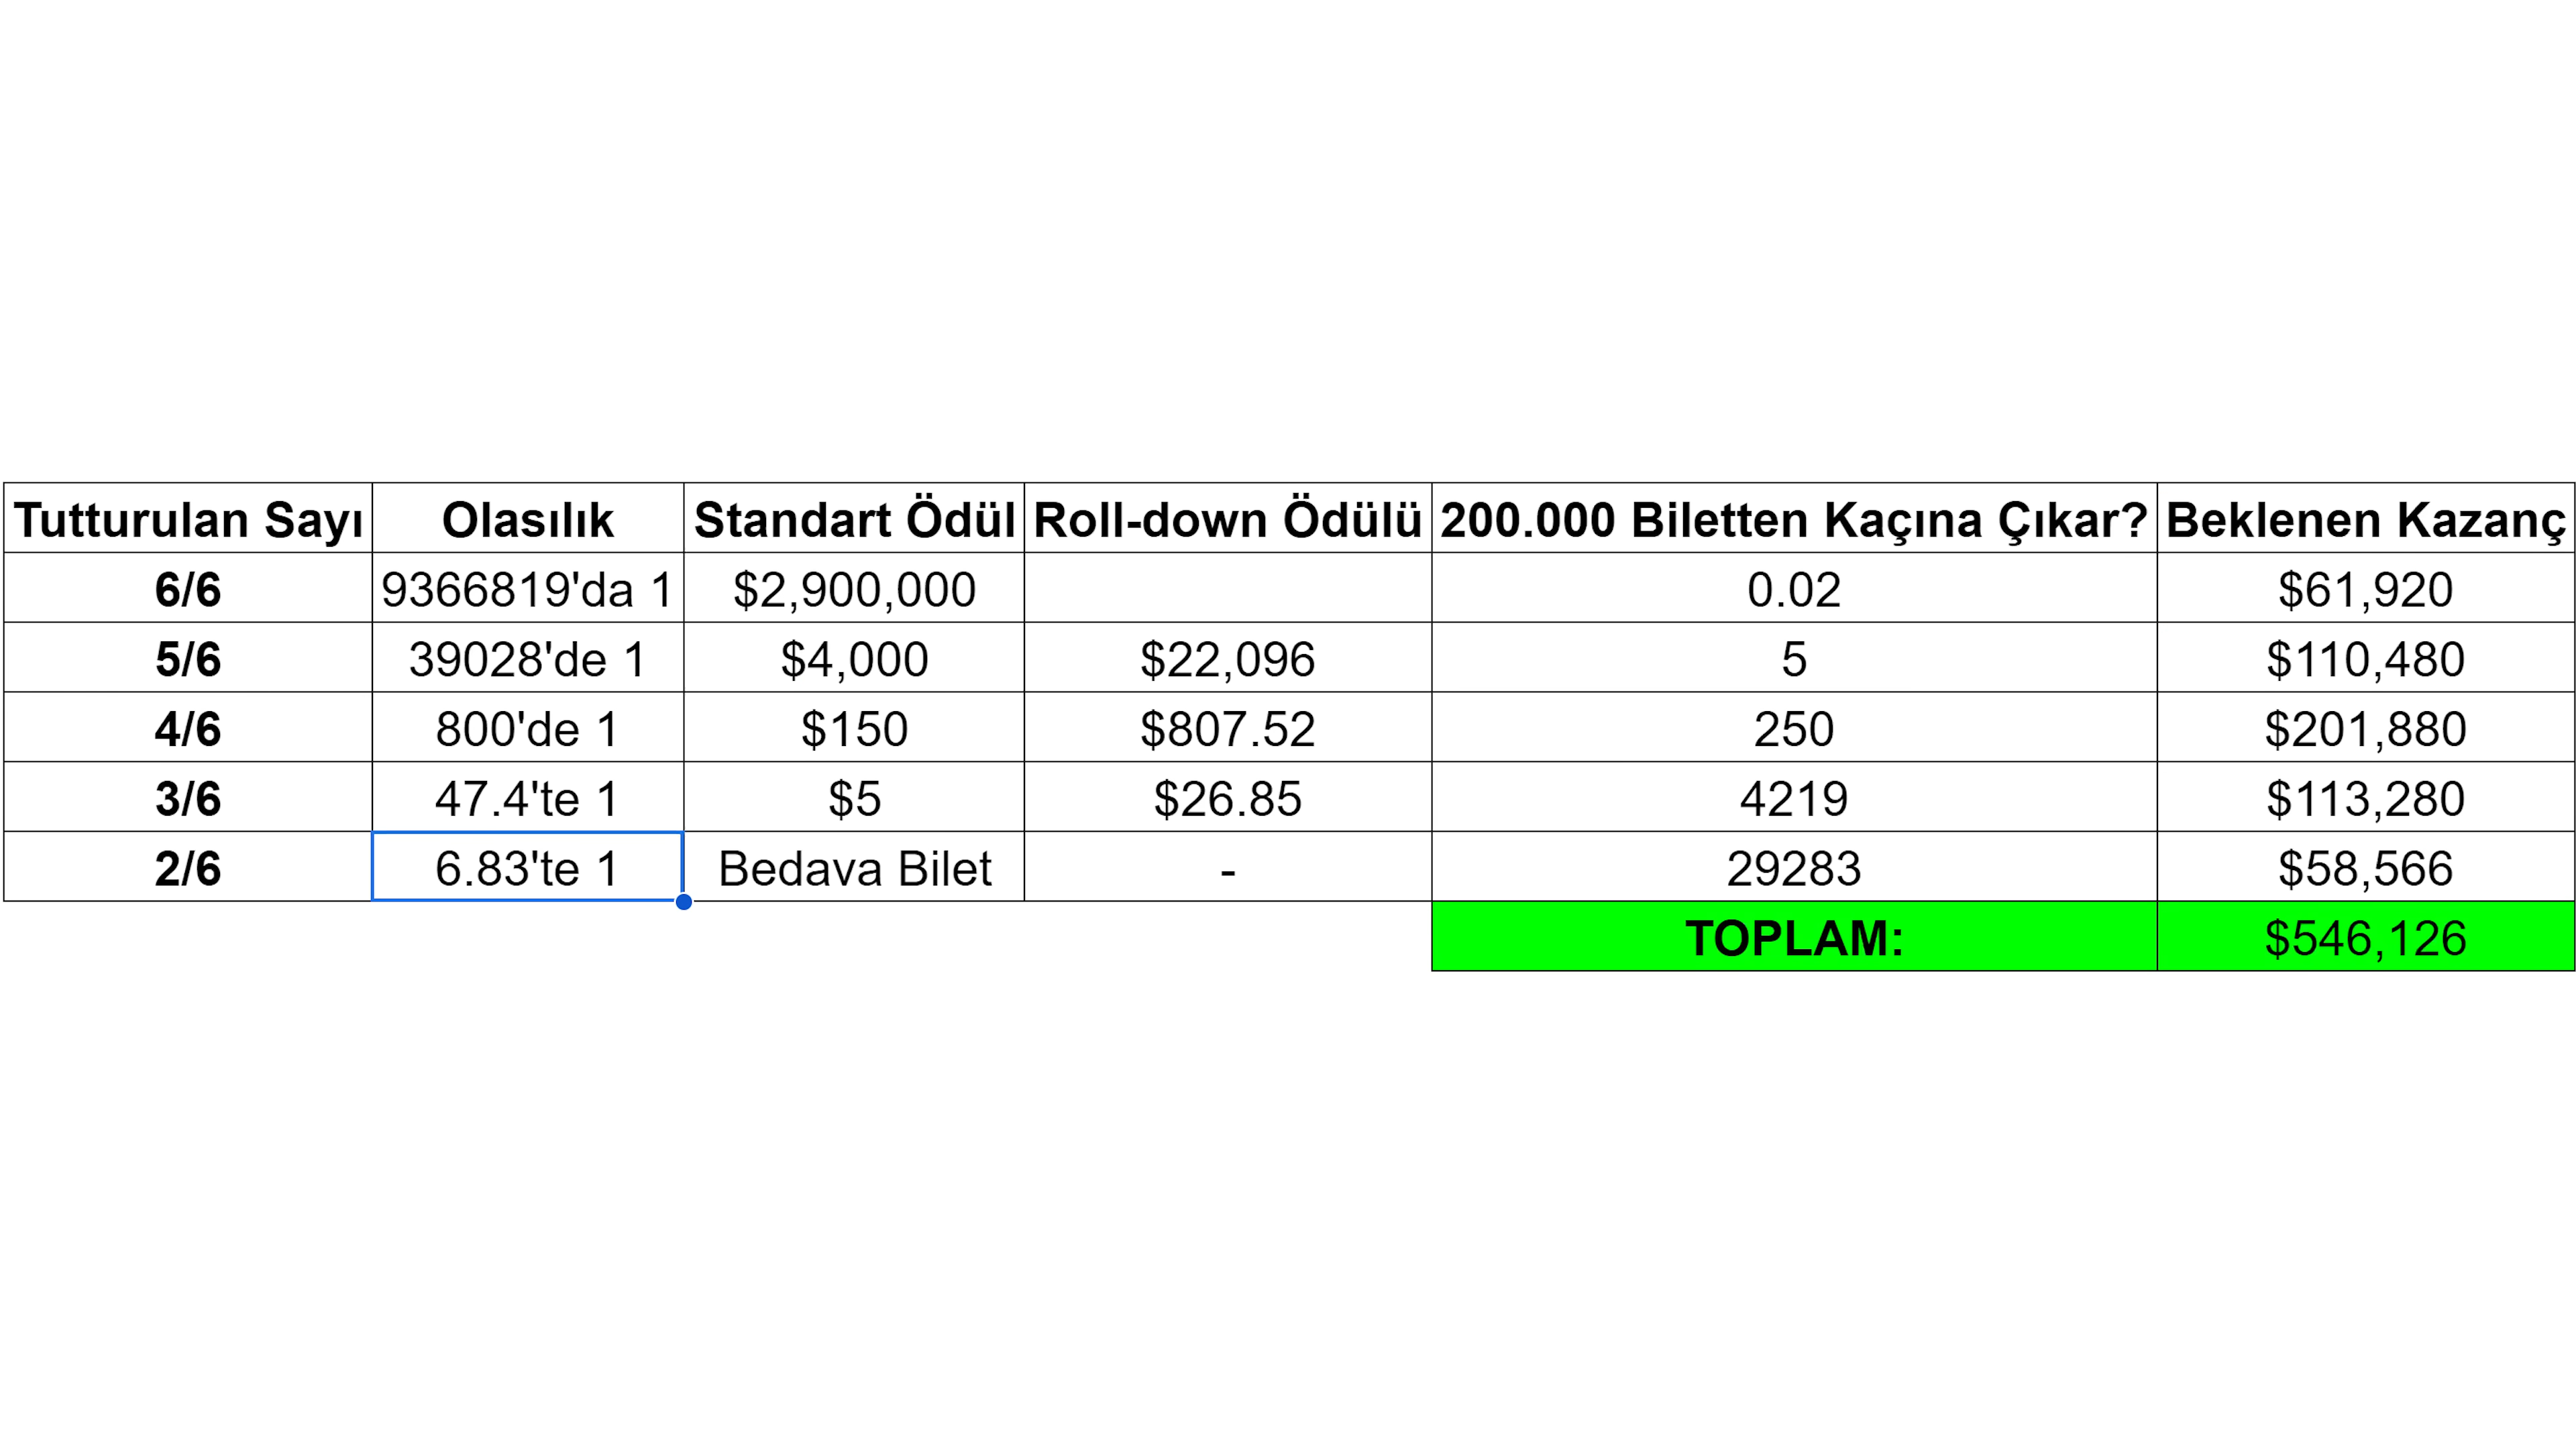 Tutturulan Sayı Olasılık Standart Ödül Roll-down Ödülü 200.000 Biletten Kaçına Çıkar? Beklenen Kazanç
6/6 9366819'da 1 $2,900,000 0.02 $61,920
5/6 39028'de 1 $4,000 $22,096 5 $110,480
4/6 800'de 1 $150 $807.52 250 $201,880
3/6 47.4'te 1 $5 $26.85 4219 $113,280
2/6 6.83'te 1 Bedava Bilet - 29283 $58,566
TOPLAM: $546,126